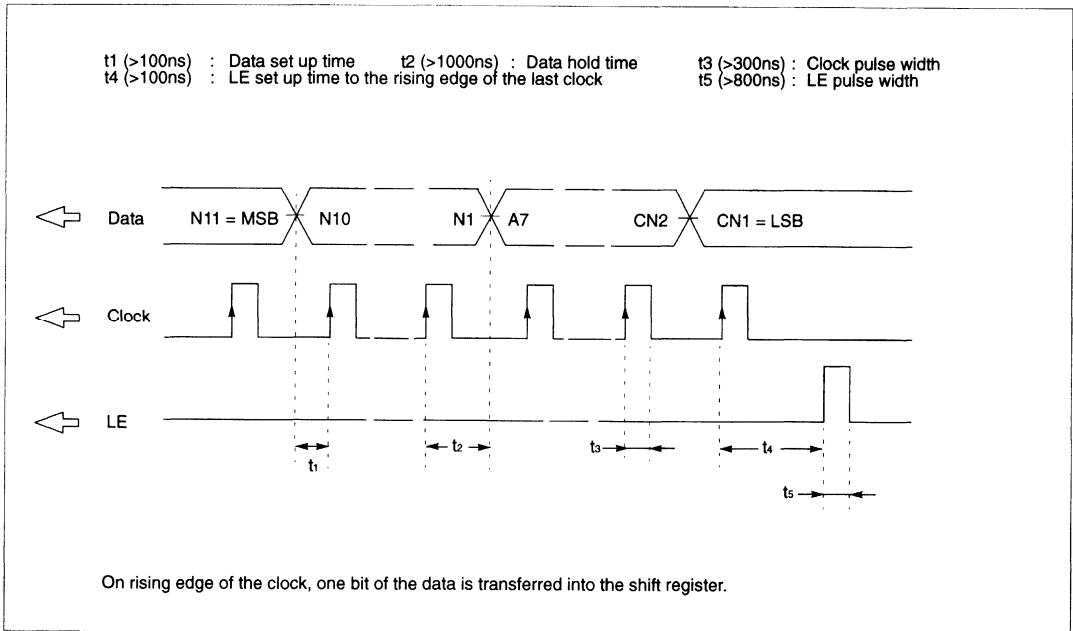 t1 (>100ns) : Data set up time t2 (>1000ns) : Data hold time t3 (>300ns) : Clock pulse width
t4 (>100ns) : LE set up time to the rising edge of the last clock t5 (>800ns) : LE pulse width
Data N11 = MSB N10 N1 A7 CN2 CN1 = LSB
Clock
LE
t1 t2 t3 t4
t5
On rising edge of the clock, one bit of the data is transferred into the shift register.